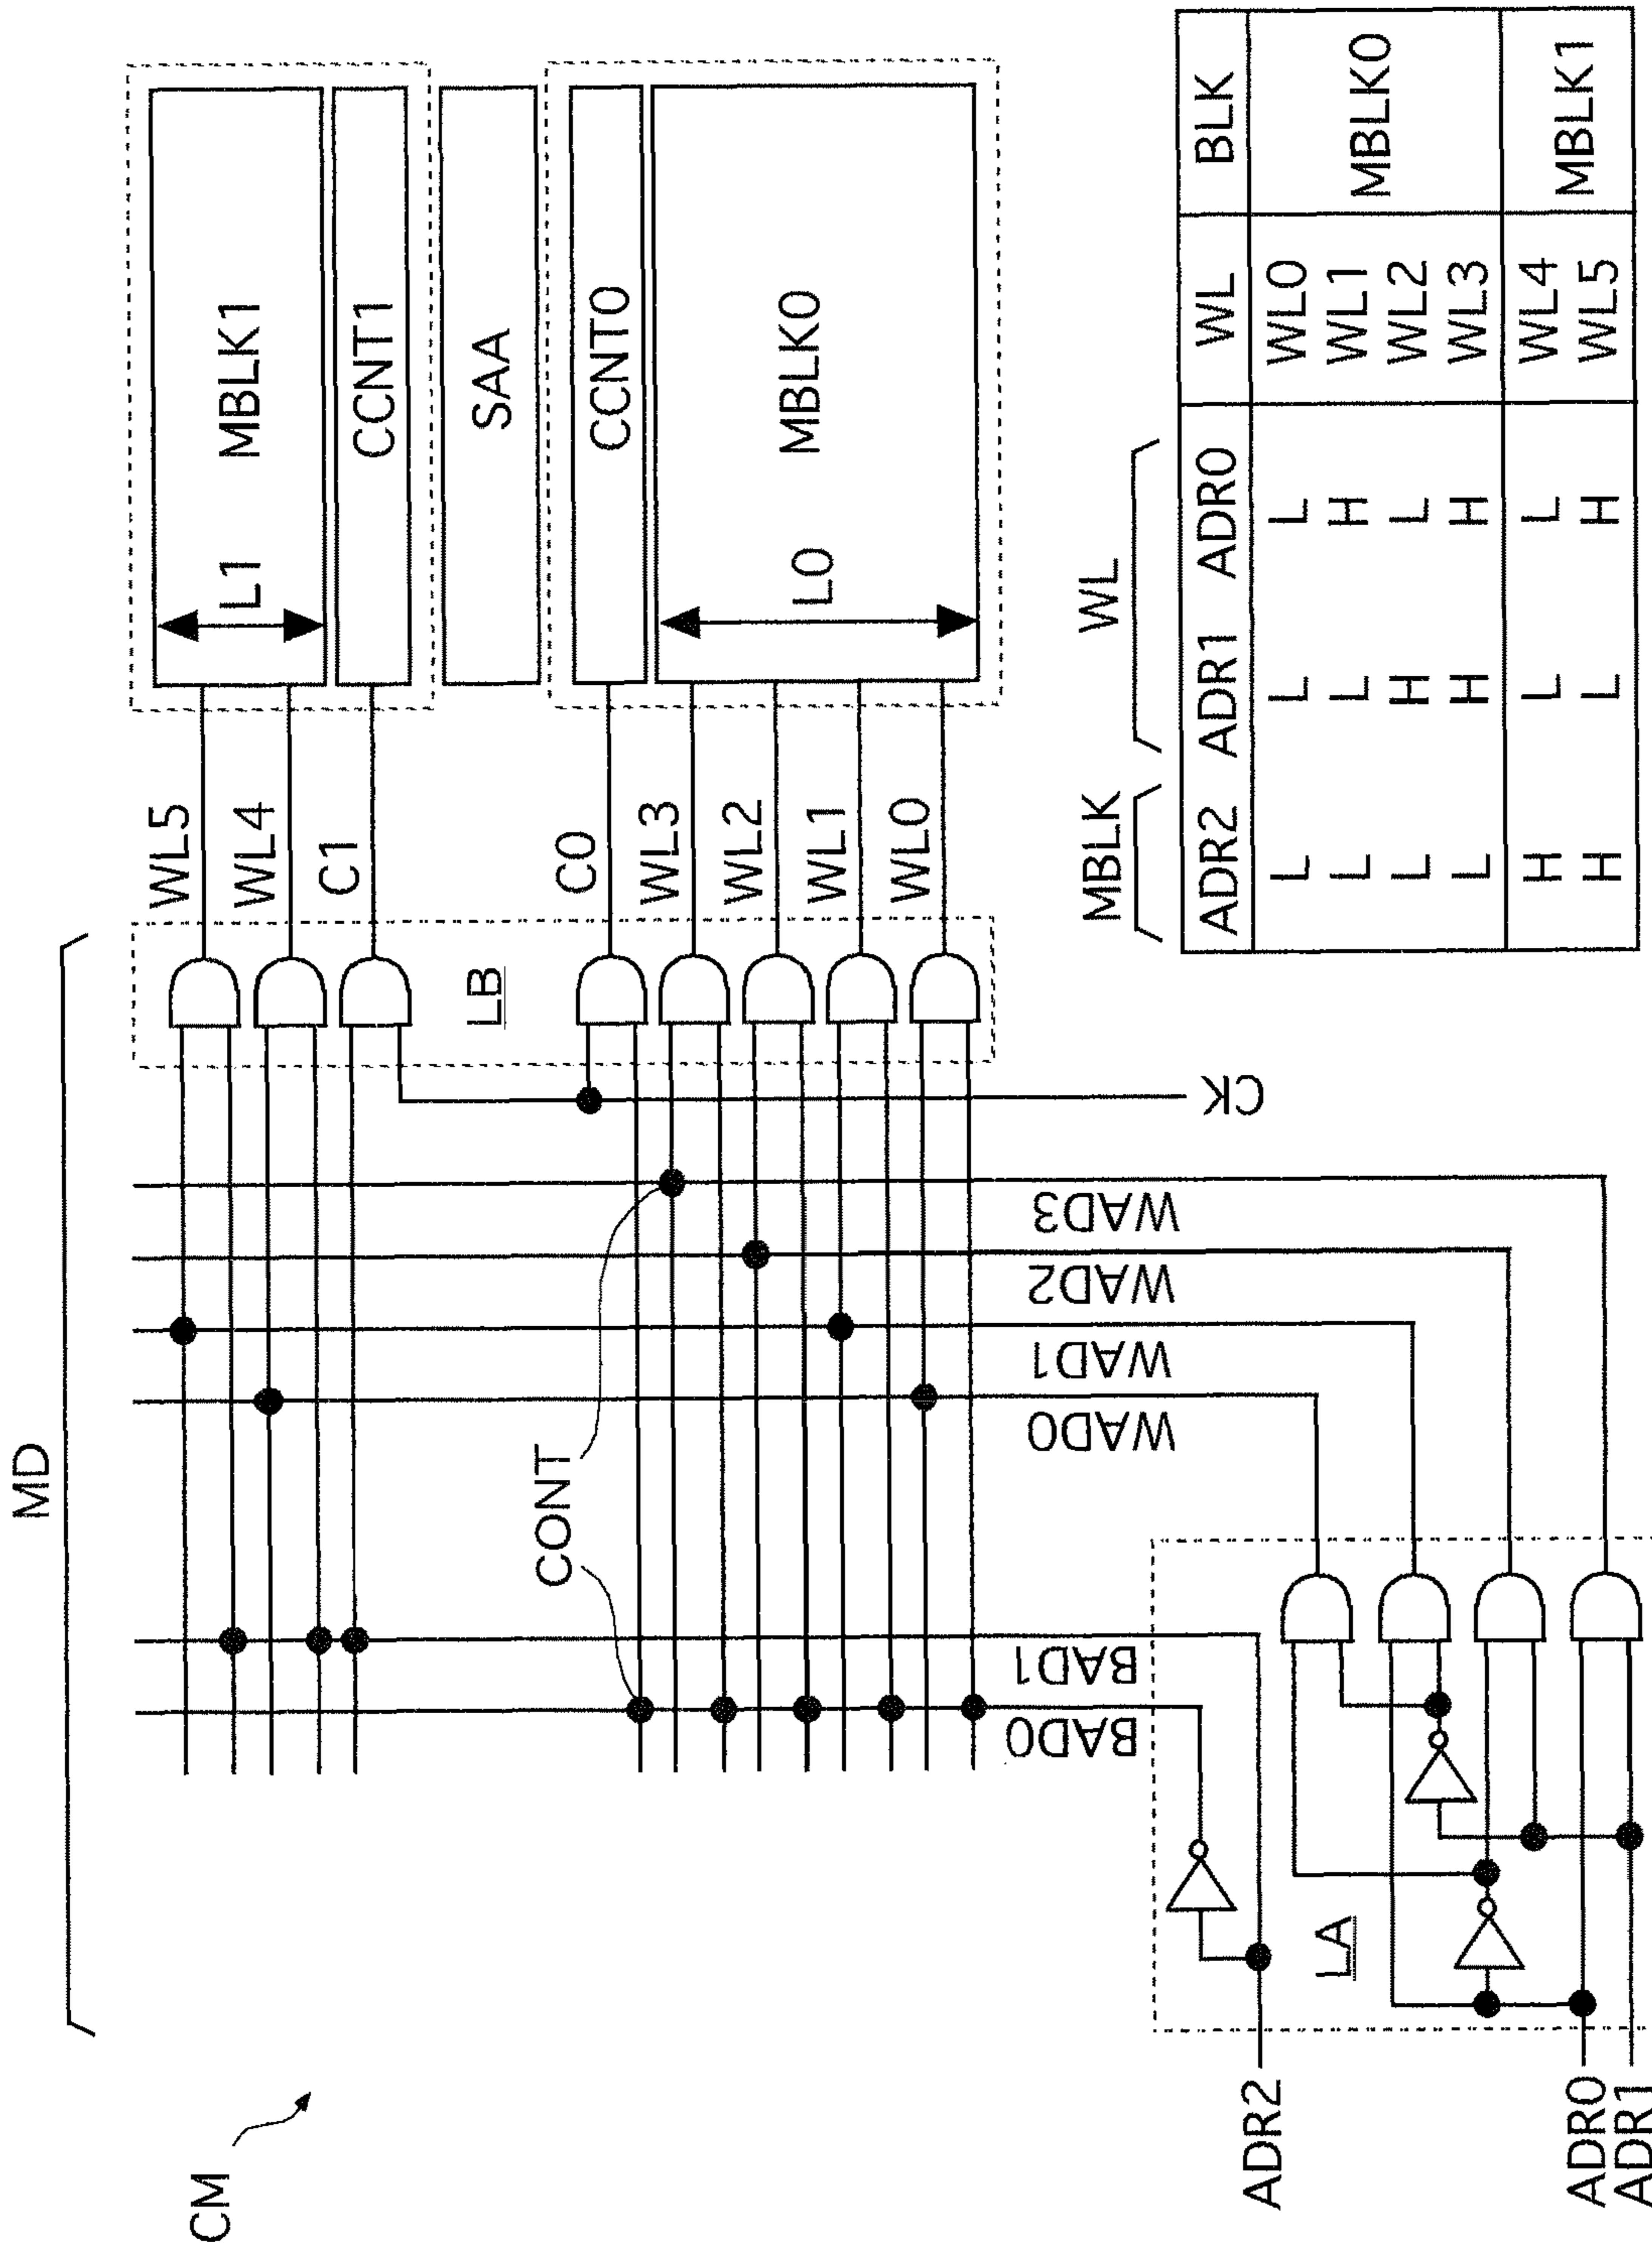 MD
WL5
WL4
C1
C0
WL3
WL2
WL1
WL0
L1
MBLK1
CCNT1
SAA
CCNT0
L0
MBLK0
LB
CONT
CK
WAD3
WAD2
WAD1
WAD0
BAD1
BAD0
CM
LA
ADR2
ADR0
ADR1
MBLK WL
ADR2 ADR1 ADR0 WL BLK
L L L WL0 MBLK0
L L H WL1
L H L WL2
L H H WL3
H L L WL4 MBLK1
H L H WL5